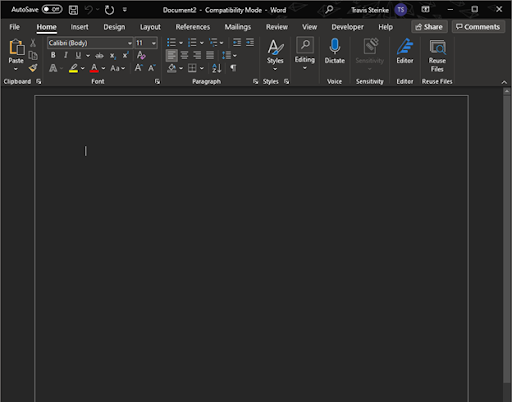 AutoSave Off Document2 - Compatibility Mode - Word Travis Steinke TS
File Home Insert Design Layout References Mailings Review View Developer Help Share Comments
Calibri (Body) 11
B I U ab x₂ x²
A A Aa A A
Paste Styles Editing Dictate Sensitivity Editor Reuse Files
Clipboard Font Paragraph Styles Voice Sensitivity Editor Reuse Files